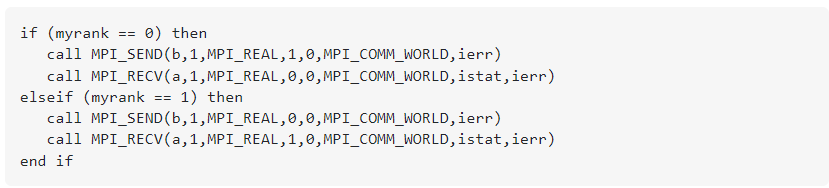 if (myrank == 0) then
   call MPI_SEND(b,1,MPI_REAL,1,0,MPI_COMM_WORLD,ierr)
   call MPI_RECV(a,1,MPI_REAL,0,0,MPI_COMM_WORLD,istat,ierr)
elseif (myrank == 1) then
   call MPI_SEND(b,1,MPI_REAL,0,0,MPI_COMM_WORLD,ierr)
   call MPI_RECV(a,1,MPI_REAL,1,0,MPI_COMM_WORLD,istat,ierr)
end if